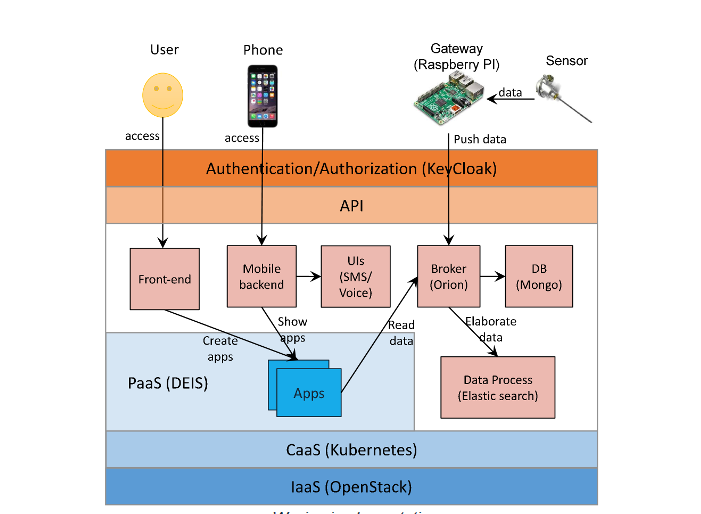 User
Phone
Gateway
(Raspberry PI)
Sensor
data
access
access
Push data
Authentication/Authorization (KeyCloak)
API
Front-end
Mobile
backend
UIs
(SMS/
Voice)
Broker
(Orion)
DB
(Mongo)
Create
apps
Show
apps
Read
data
Elaborate
data
PaaS (DEIS)
Apps
Data Process
(Elastic search)
CaaS (Kubernetes)
IaaS (OpenStack)